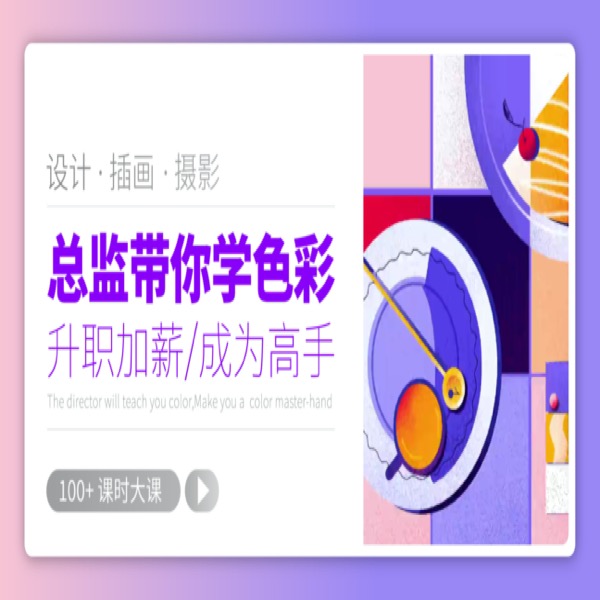 设计·插画·摄影
总监带你学色彩
升职加薪/成为高手
The director will teach you color,Make you a color master-hand
100+ 课时大课